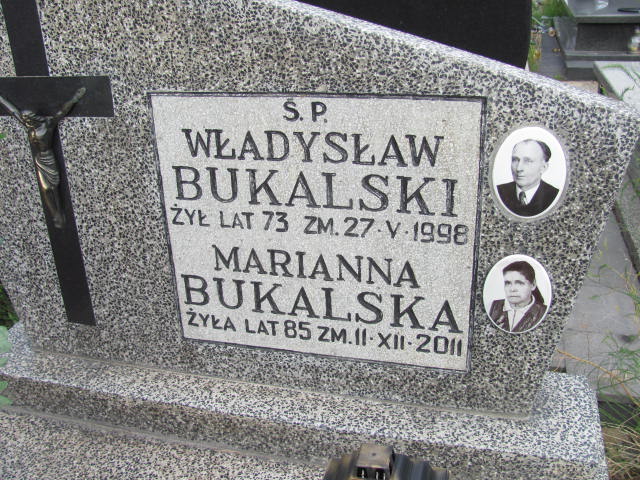 Ś. P.
WŁADYSŁAW
BUKALSKI
ŻYŁ LAT 73 ZM. 27·V·1998
MARIANNA
BUKALSKA
ŻYŁA LAT 85 ZM. 11·XII·2011